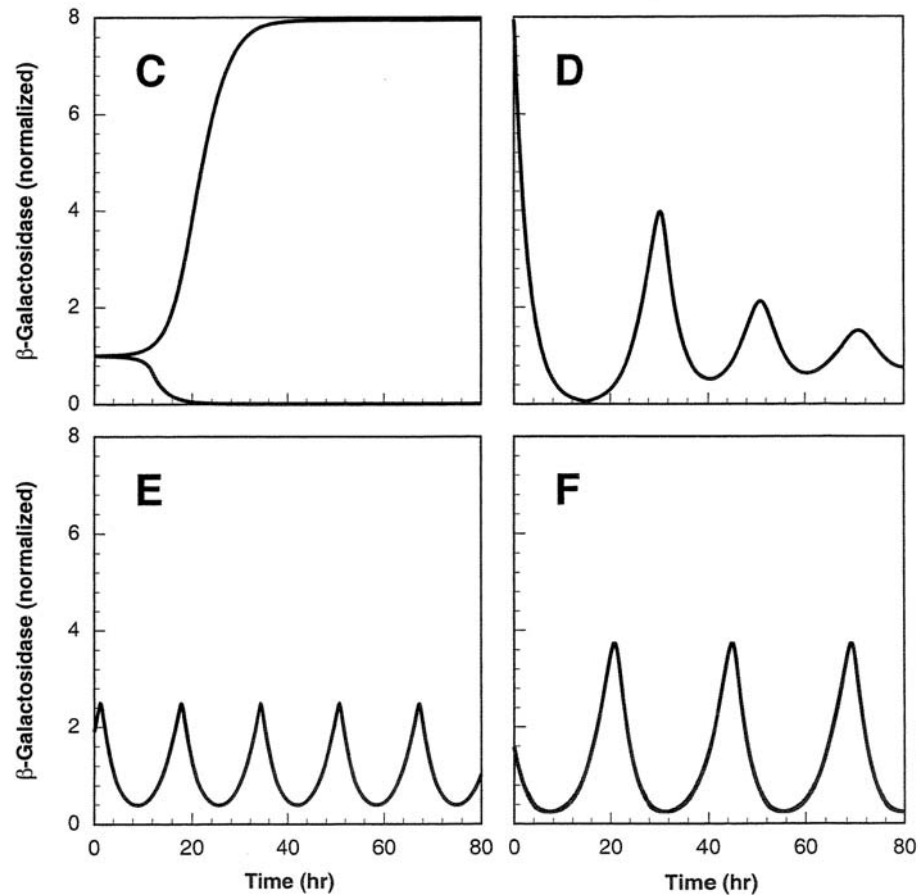 C
D
8
6
4
2
0
β-Galactosidase (normalized)
E
F
8
6
4
2
0
β-Galactosidase (normalized)
0 20 40 60 80 0 20 40 60 80
Time (hr) Time (hr)